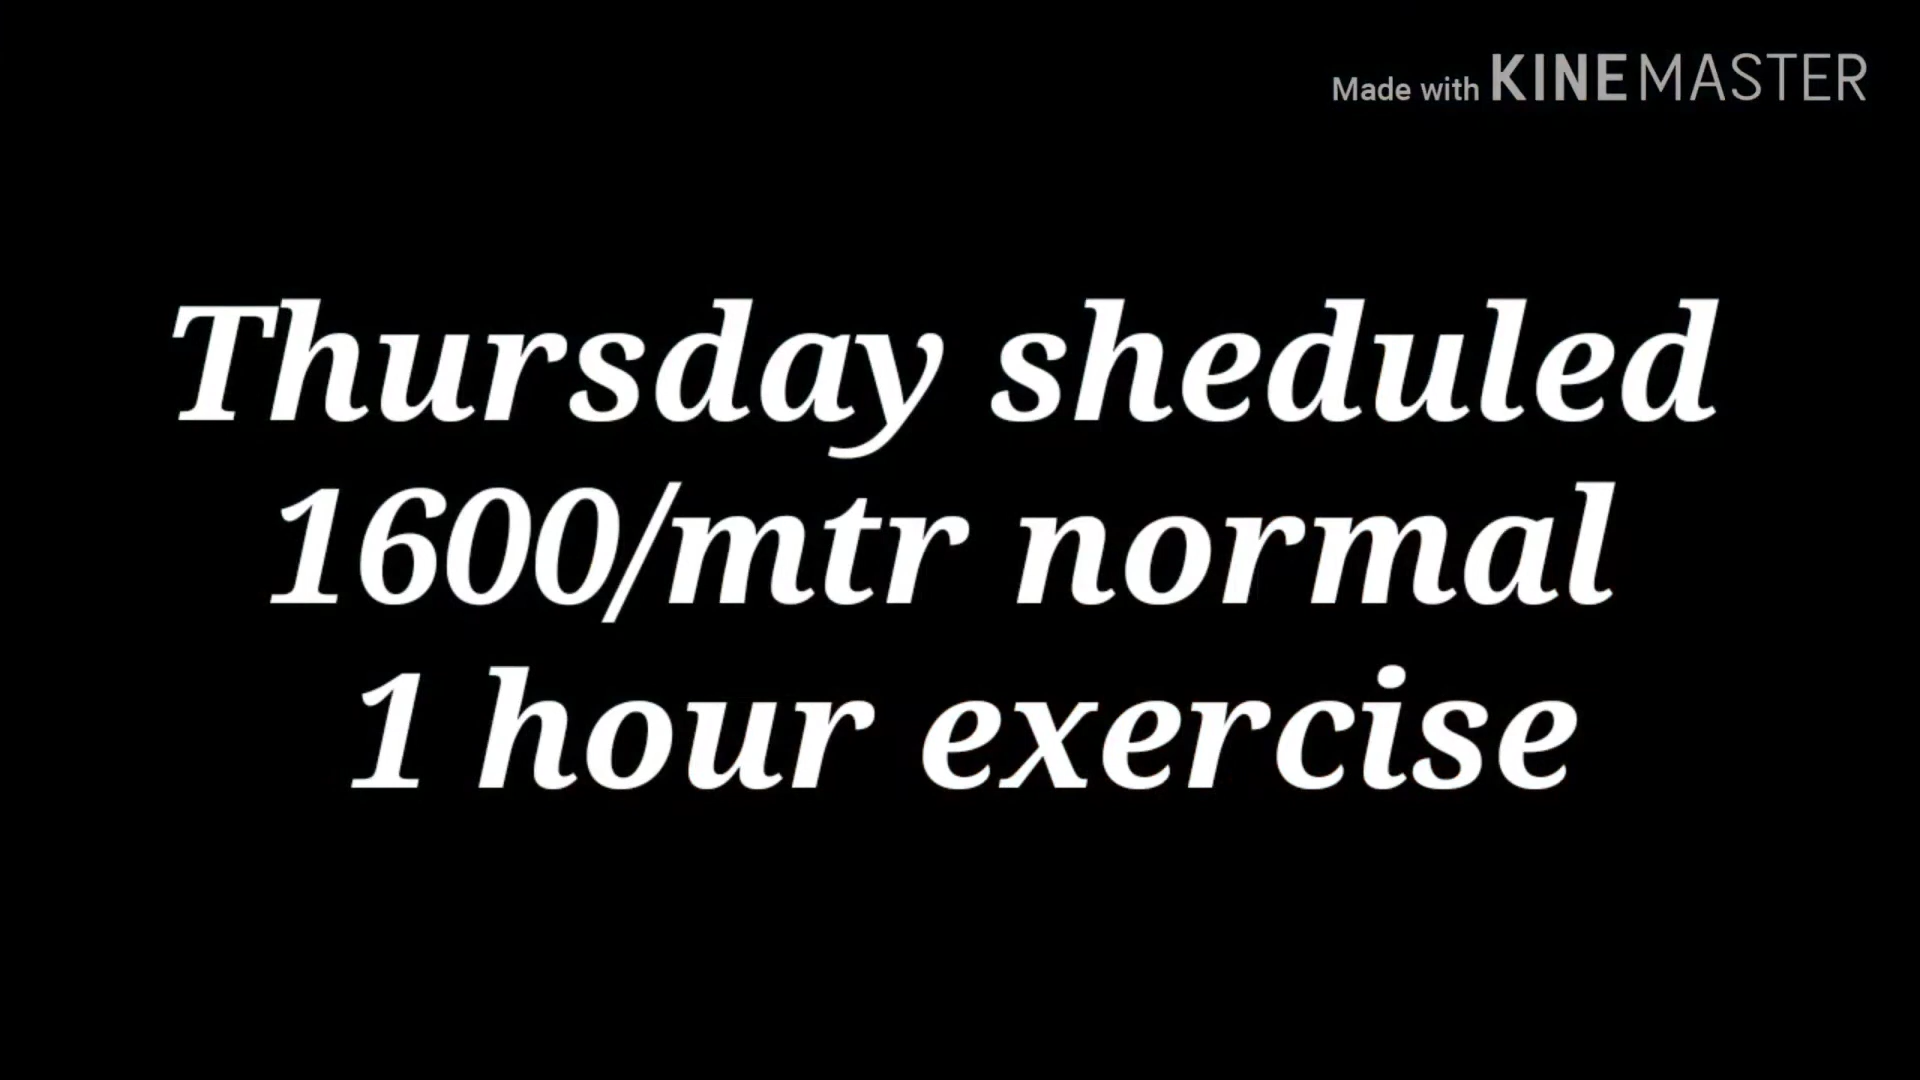 Made with KINEMASTER
Thursday sheduled
1600/mtr normal
1 hour exercise